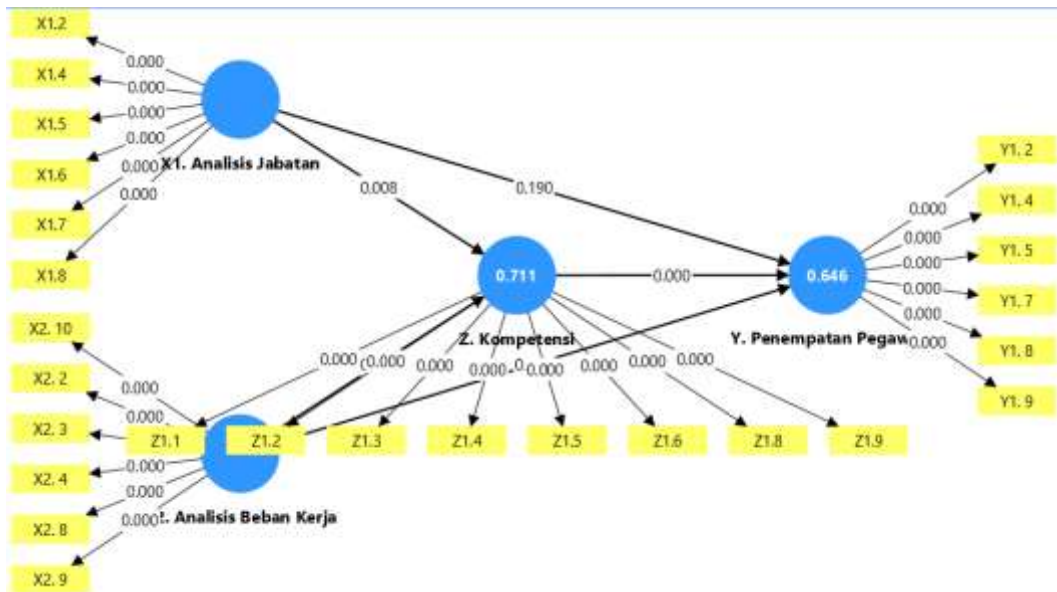 X1.2
X1.4
X1.5
X1.6
X1.7
X1.8
0.000
0.000
0.000
0.000
0.000
0.000
X1. Analisis Jabatan
0.008
0.190
0.711
Z. Kompetensi
0.000
0.646
Y. Penempatan Pegaw
Y1. 2
Y1. 4
Y1. 5
Y1. 7
Y1. 8
Y1. 9
0.000
0.000
0.000
0.000
0.000
0.000
X2. 10
X2. 2
X2. 3
X2. 4
X2. 8
X2. 9
0.000
0.000
0.000
0.000
0.000
Analisis Beban Kerja
0.000
0.000
0.000
0.000
0.000
0.000
0.000
0.000
Z1.1
Z1.2
Z1.3
Z1.4
Z1.5
Z1.6
Z1.8
Z1.9